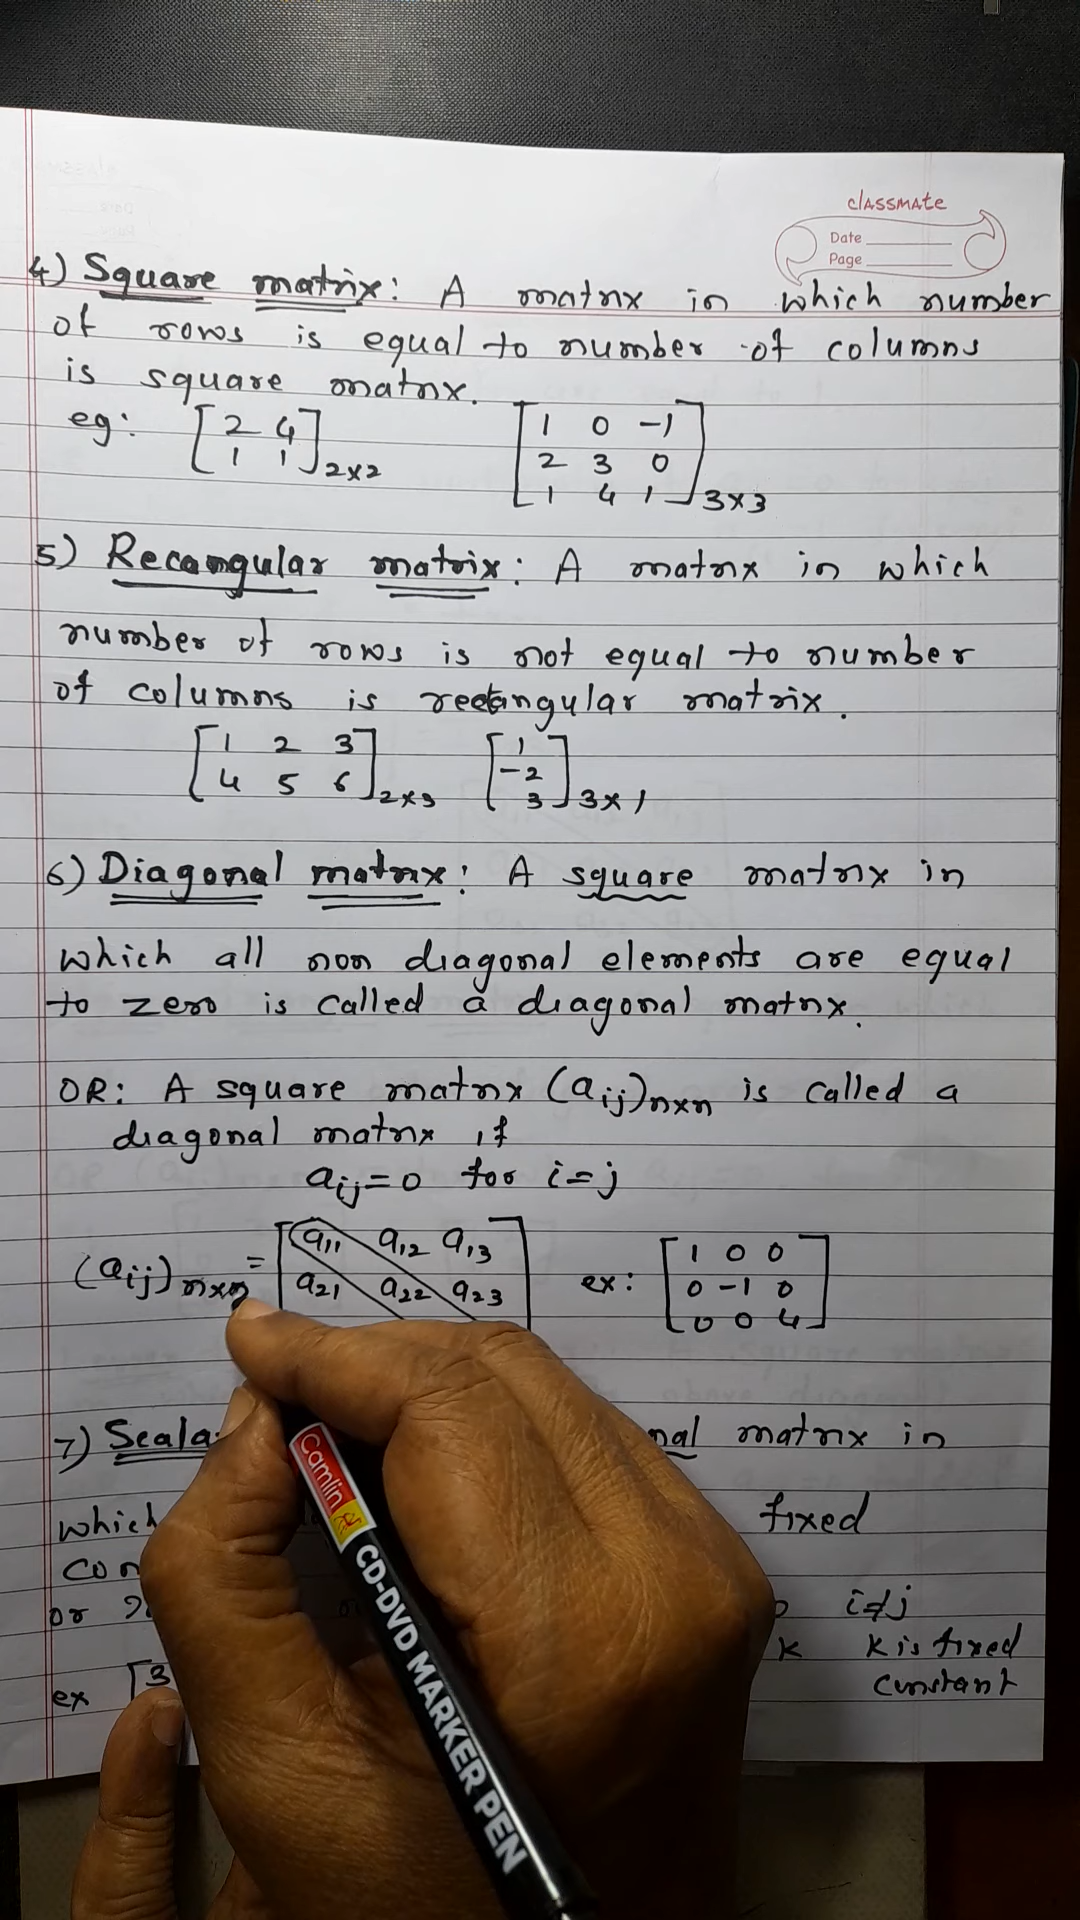 classmate
Date
Page
4) Square matrix: A matrix in which number
of rows is equal to number of columns
is square matrix.
eg: [2 4
1 1]2x2 [1 0 -1
2 3 0
1 4 1]3x3
5) Recangular matrix: A matrix in which
number of rows is not equal to number
of columns is rectangular matrix.
[1 2 3
4 5 6]2x3 [1
-2
3]3x1
6) Diagonal matrix: A square matrix in
which all non diagonal elements are equal
to zero is called a diagonal matrix.
OR: A square matrix (aij)nxn is called a
diagonal matrix if
aij=0 for i=j
(aij)nxn = [a11 a12 a13
a21 a22 a23
ex: [1 0 0
0 -1 0
0 0 4]
7) matrix in
which fixed
or i≠j
k k is fixed
ex [3 constant
Camlin
CD-DVD MARKER PEN